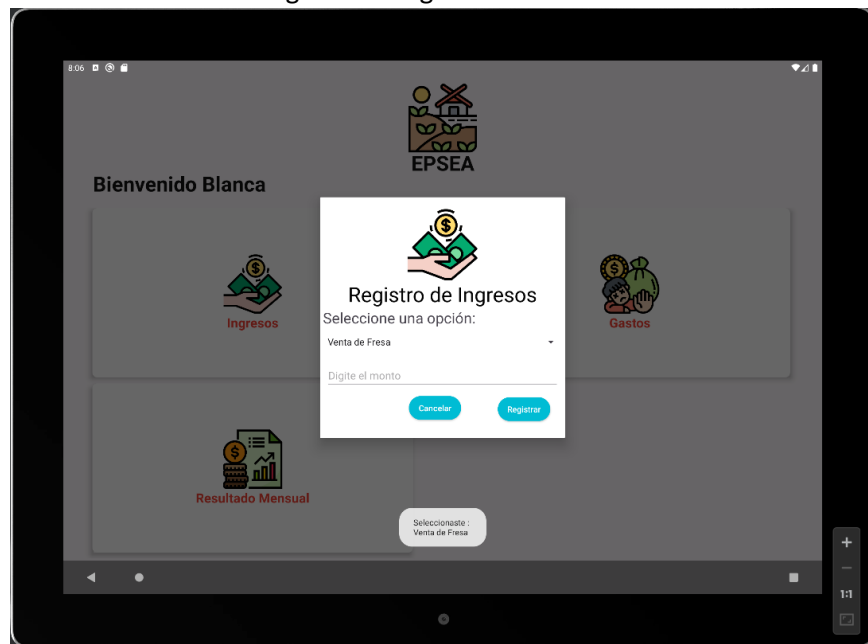 8:06
EPSEA
Bienvenido Blanca
Registro de Ingresos
Seleccione una opción:
Venta de Fresa
Digite el monto
Cancelar
Registrar
Ingresos
Gastos
Resultado Mensual
Seleccionaste :
Venta de Fresa
1:1